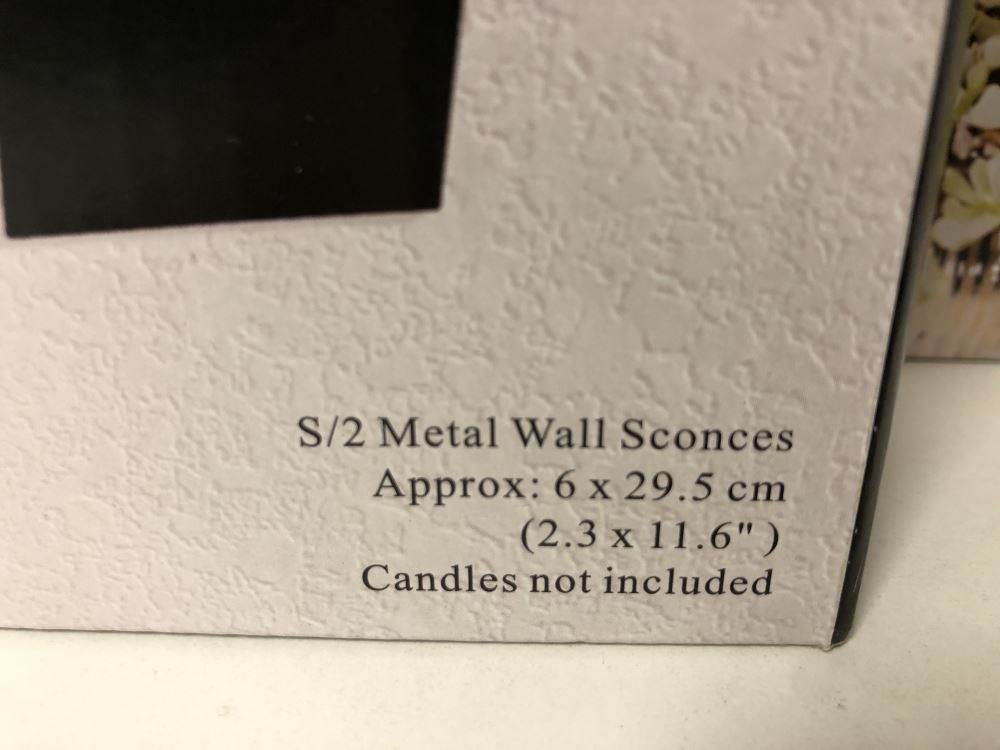 S/2 Metal Wall Sconces
Approx: 6 x 29.5 cm
(2.3 x 11.6" )
Candles not included